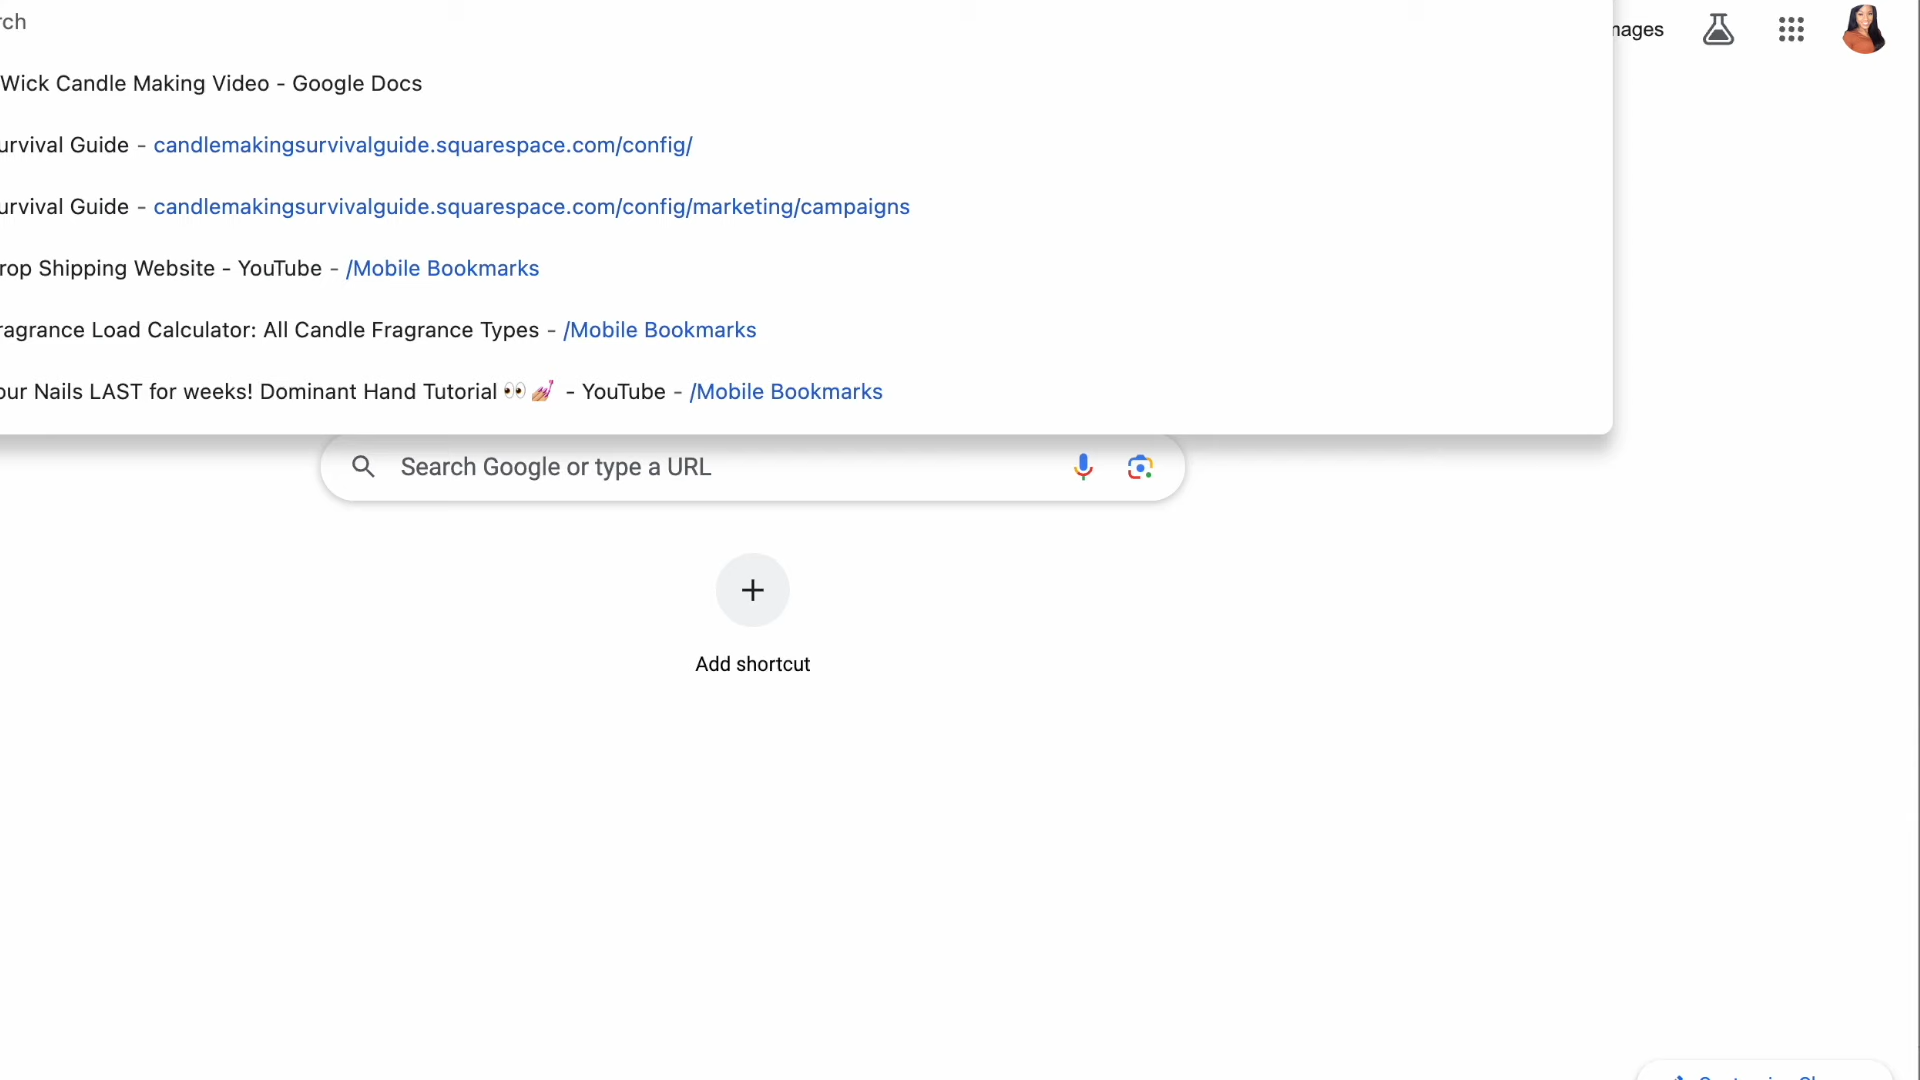 rch
mages
Wick Candle Making Video - Google Docs
urvival Guide - candlemakingsurvivalguide.squarespace.com/config/
urvival Guide - candlemakingsurvivalguide.squarespace.com/config/marketing/campaigns
rop Shipping Website - YouTube - /Mobile Bookmarks
ragrance Load Calculator: All Candle Fragrance Types - /Mobile Bookmarks
our Nails LAST for weeks! Dominant Hand Tutorial 👀💅🏼 - YouTube - /Mobile Bookmarks
Search Google or type a URL
Add shortcut